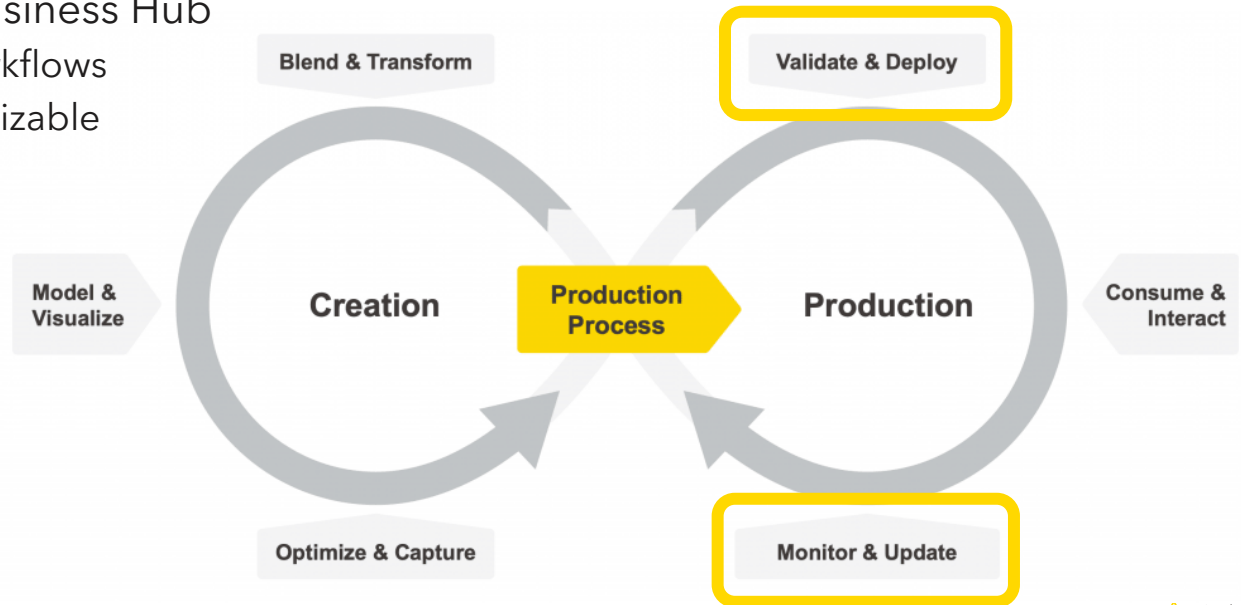 siness Hub
rkflows
izable
Blend & Transform
Validate & Deploy
Model &
Visualize
Creation
Production
Process
Production
Consume &
Interact
Optimize & Capture
Monitor & Update